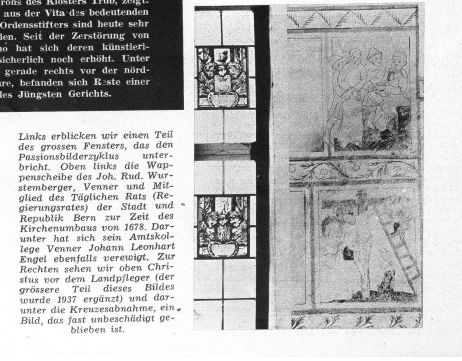 rons des Klosters Trub, zeigt.
aus der Vita des bedeutenden
Ordensstifters sind heute sehr
den. Seit der Zerstörung von
no hat sich deren künstleri-
sicherlich noch erhöht. Unter
gerade rechts vor der nörd-
ure, befanden sich Reste einer
des Jüngsten Gerichts.
Links erblicken wir einen Teil
des grossen Fensters, das den
Passionsbilderzyklus unter-
bricht. Oben links die Wap-
penscheibe des Joh. Rud. Wur-
stemberger, Venner und Mit-
glied des Täglichen Rats (Re-
gierungsrates) der Stadt und
Republik Bern zur Zeit des
Kirchenumbaus von 1678. Dar-
unter hat sich sein Amtskol-
lege Venner Johann Leonhart
Engel ebenfalls verewigt. Zur
Rechten sehen wir oben Chri-
stus vor dem Landpfleger (der
grössere Teil dieses Bildes
wurde 1937 ergänzt) und dar-
unter die Kreuzesabnahme, ein
Bild, das fast unbeschädigt ge-
blieben ist.